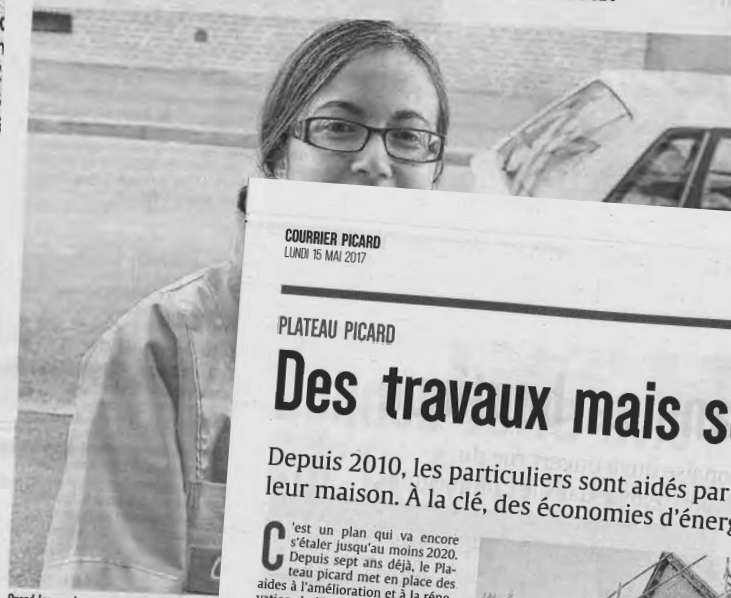 COURRIER PICARD
LUNDI 15 MAI 2017
PLATEAU PICARD
Des travaux mais
Depuis 2010, les particuliers sont aidés par
leur maison. À la clé, des économies
C'est un plan qui va encore
s'étaler jusqu'au moins 2020.
Depuis sept ans déjà, le Pla-
teau picard met en place des
aides à l'amélioration et à la réno-